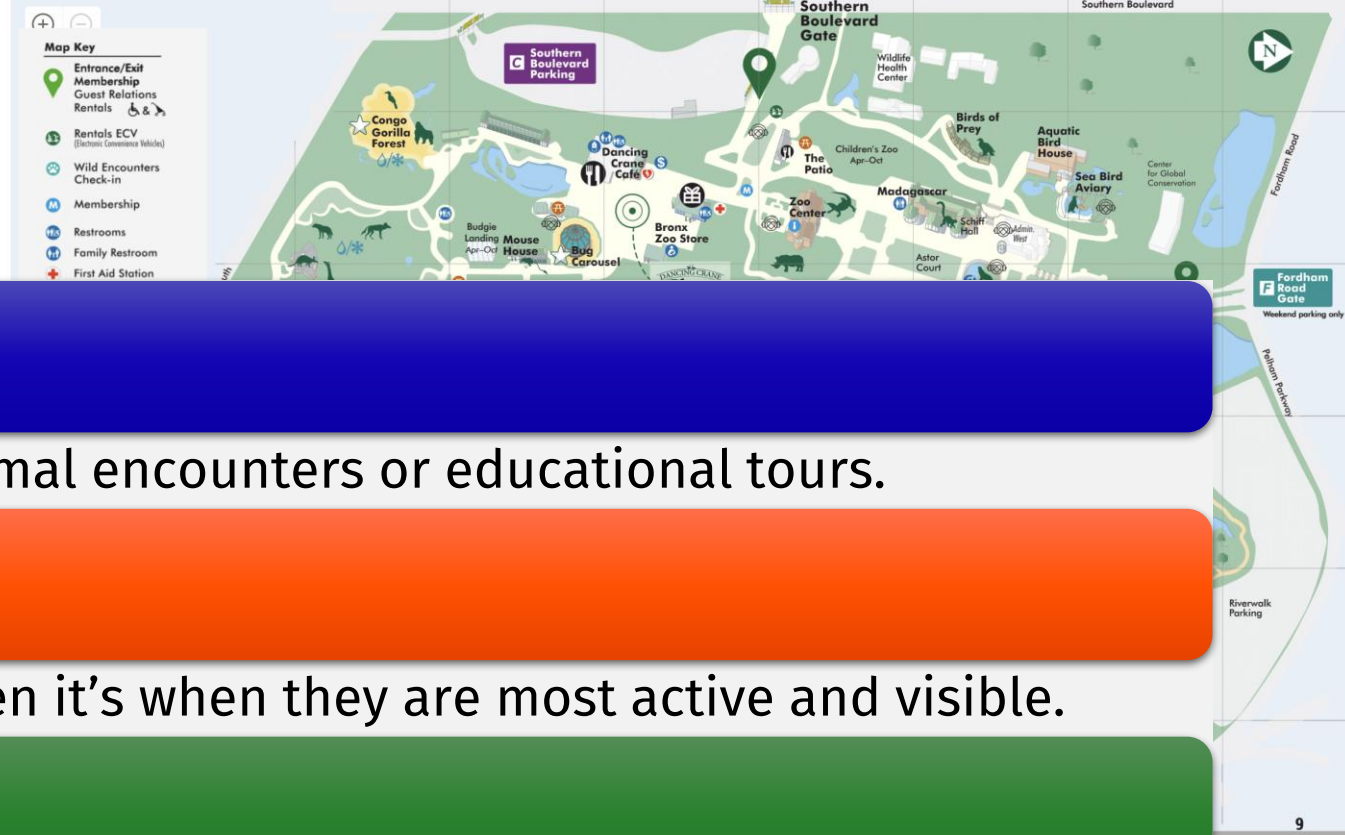 Southern Boulevard
Southern
Boulevard
Gate
Map Key
Entrance/Exit
Membership
Guest Relations
Rentals &
Rentals ECV
(Electronic Convenience Vehicles)
Wild Encounters
Check-in
M Membership
Restrooms
Family Restroom
First Aid Station
C Southern
Boulevard
Parking
Wildlife
Health
Center
N
Congo
Gorilla
Forest
Dancing
Crane
Café
The
Patio
Children's Zoo
Apr-Oct
Birds of
Prey
Aquatic
Bird
House
Sea Bird
Aviary
Center
for Global
Conservation
Fordham Road
Budgie
Landing
Apr-Oct
Mouse
House
Bug
Carousel
Bronx
Zoo Store
M
Zoo
Center
Madagascar
Schiff
Hall
Admin.
West
Astor
Court
DANCING CRANE
F Fordham
Road
Gate
Weekend parking only
Pelham Parkway
mal encounters or educational tours.
Riverwalk
Parking
en it’s when they are most active and visible.
9